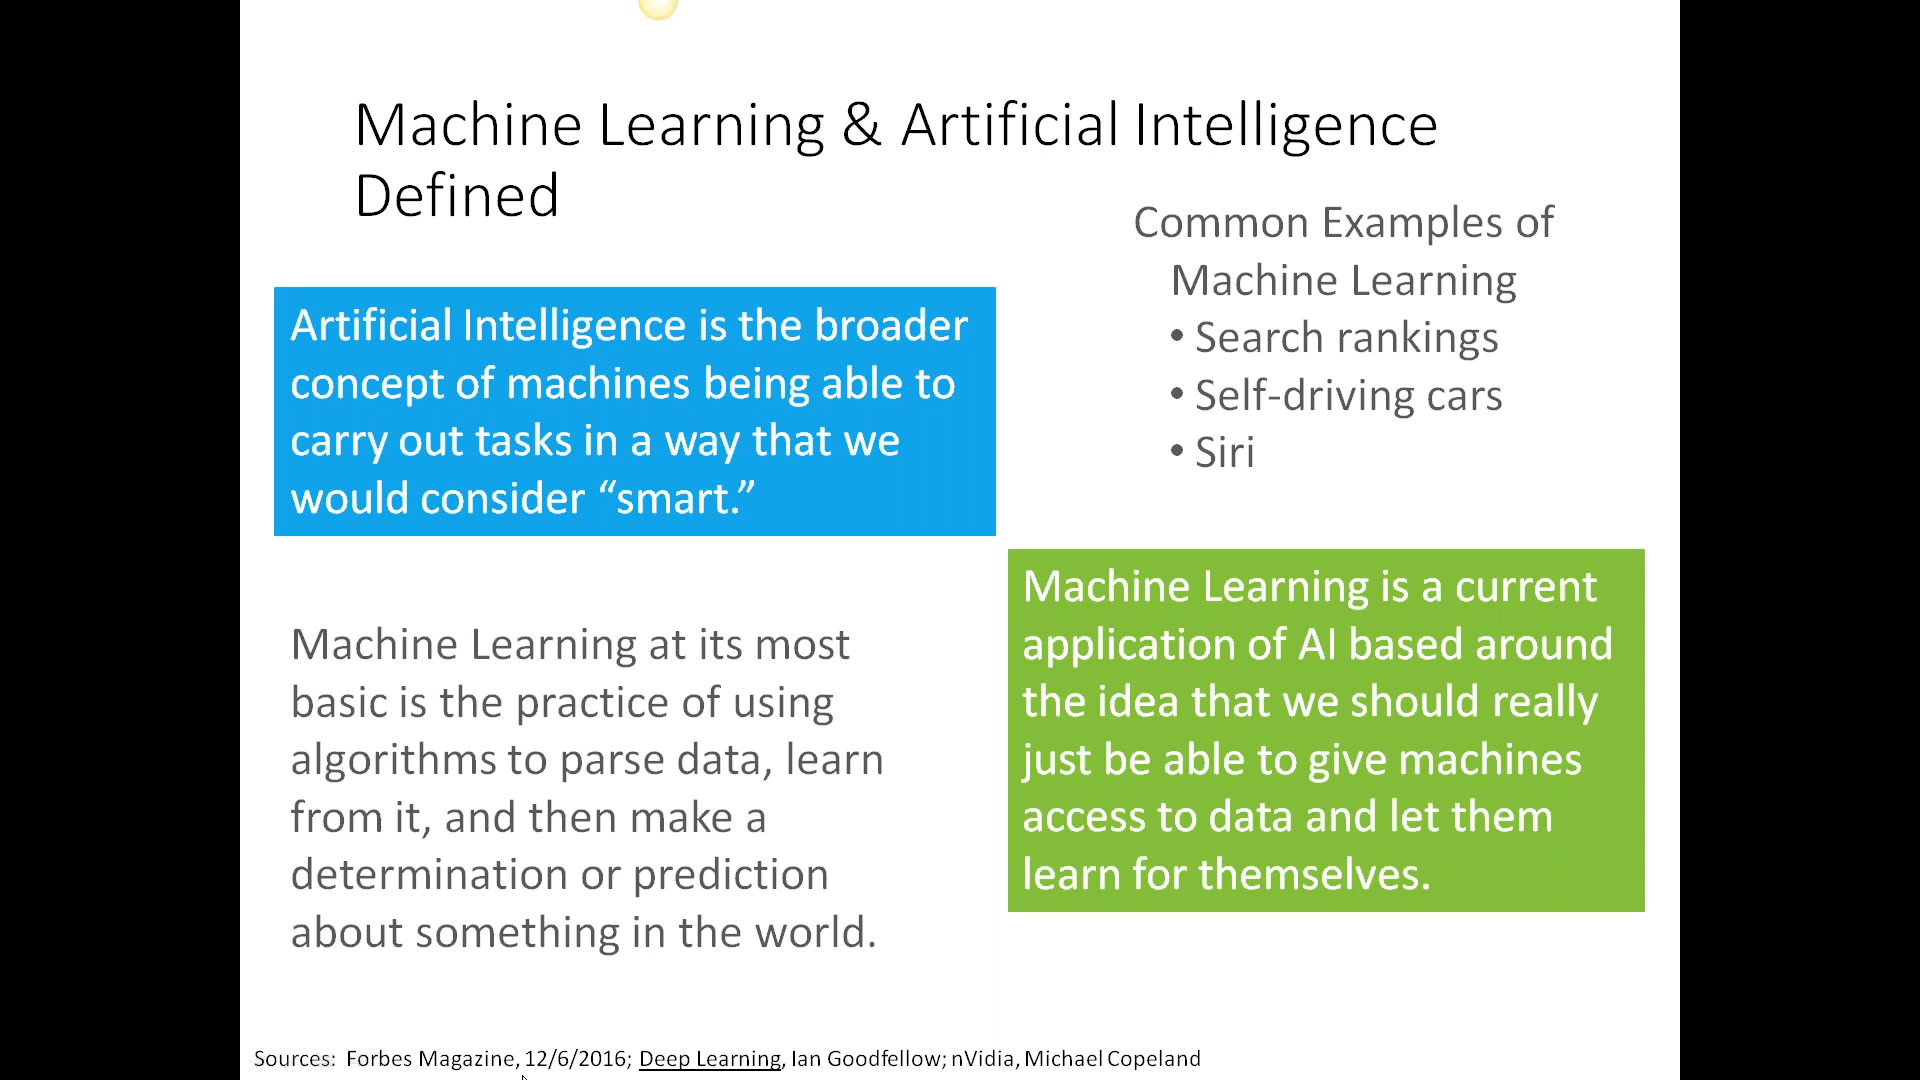 Machine Learning & Artificial Intelligence
Defined
Artificial Intelligence is the broader
concept of machines being able to
carry out tasks in a way that we
would consider “smart.”
Machine Learning at its most
basic is the practice of using
algorithms to parse data, learn
from it, and then make a
determination or prediction
about something in the world.
Common Examples of
Machine Learning
• Search rankings
• Self-driving cars
• Siri
Machine Learning is a current
application of AI based around
the idea that we should really
just be able to give machines
access to data and let them
learn for themselves.
Sources:  Forbes Magazine, 12/6/2016; Deep Learning, Ian Goodfellow; nVidia, Michael Copeland